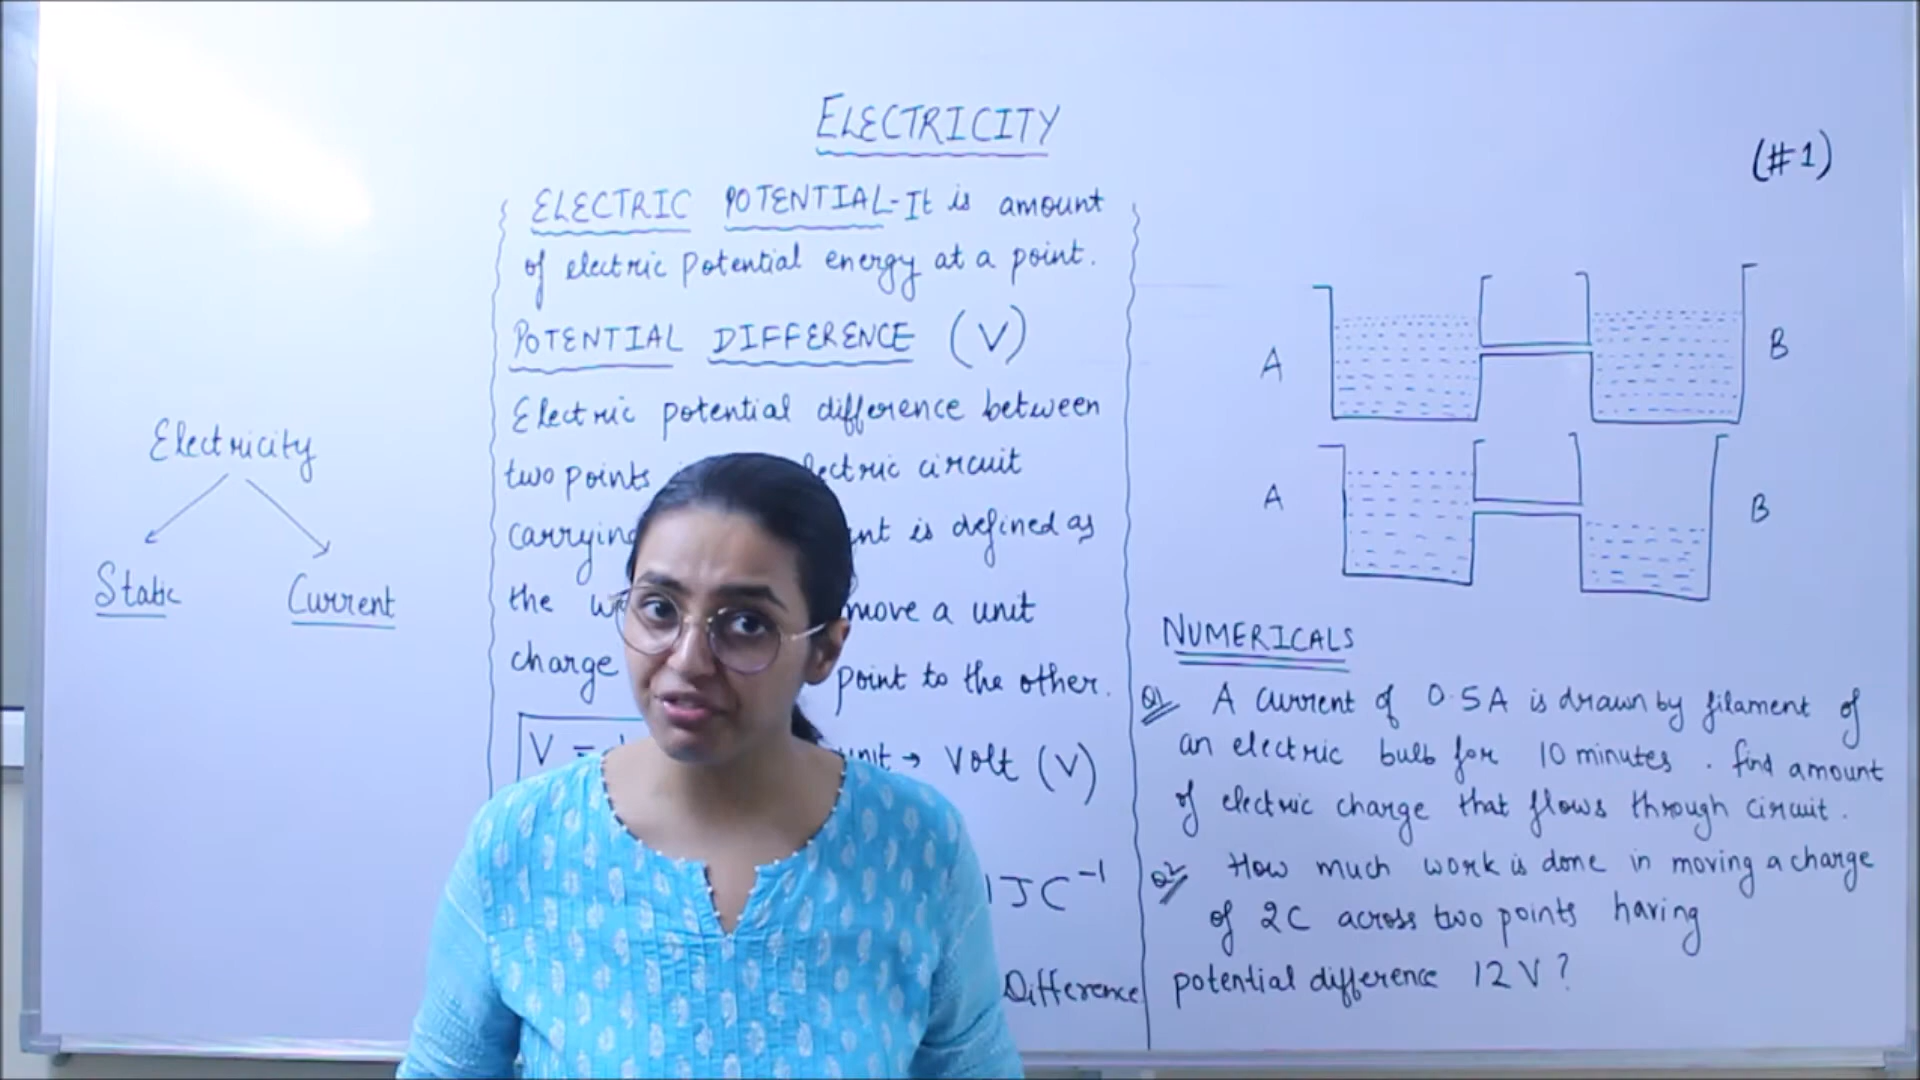 ELECTRICITY
(#1)
Electricity
Static Current
ELECTRIC POTENTIAL-It is amount
of electric potential energy at a point.
POTENTIAL DIFFERENCE (V)
Electric potential difference between
two points circuit
carrying is defined as
the move a unit
charge point to the other.
V = → Volt (V)
1JC⁻¹
Difference
A B
A B
NUMERICALS
Q1 A current of 0.5A is drawn by filament of
an electric bulb for 10 minutes. find amount
of electric charge that flows through circuit.
Q2 How much work is done in moving a charge
of 2C across two points having
potential difference 12V?